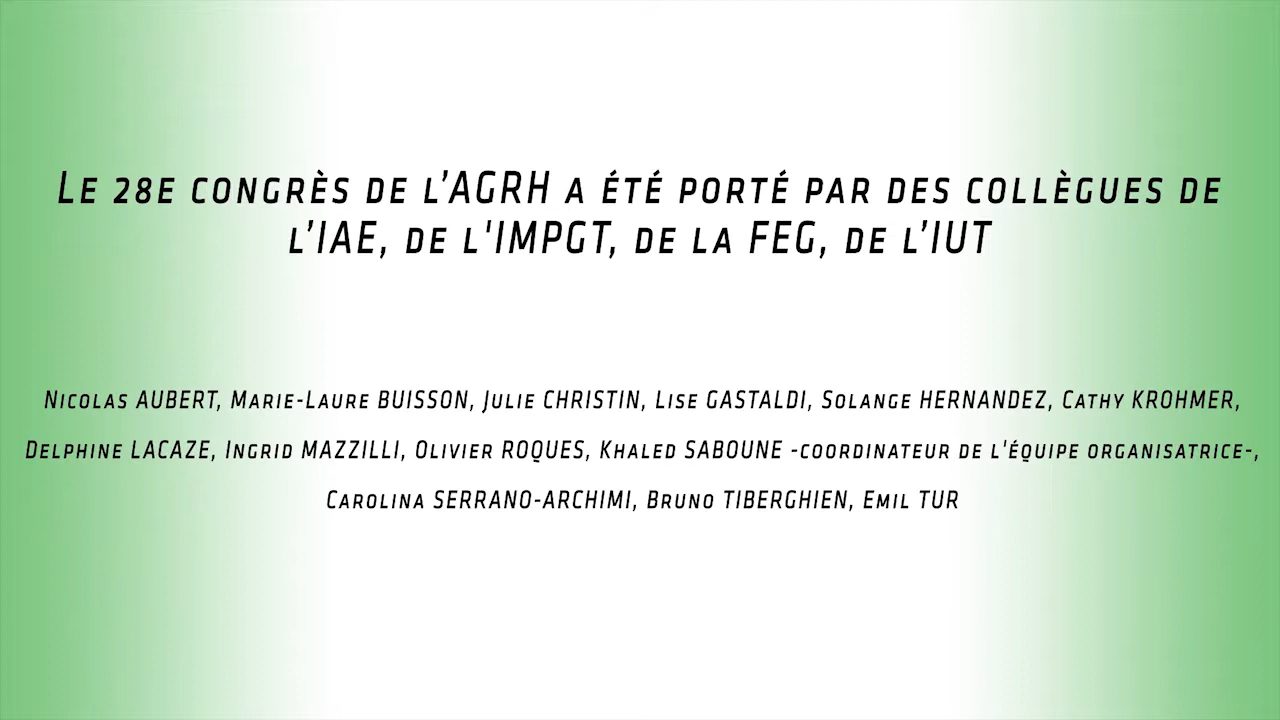 Le 28e congrès de l’AGRH a été porté par des collègues de
l’IAE, de l'IMPGT, de la FEG, de l’IUT
Nicolas AUBERT, Marie-Laure BUISSON, Julie CHRISTIN, Lise GASTALDI, Solange HERNANDEZ, Cathy KROHMER,
Delphine LACAZE, Ingrid MAZZILLI, Olivier ROQUES, Khaled SABOUNE -coordinateur de l'équipe organisatrice-,
Carolina SERRANO-ARCHIMI, Bruno TIBERGHIEN, Emil TUR